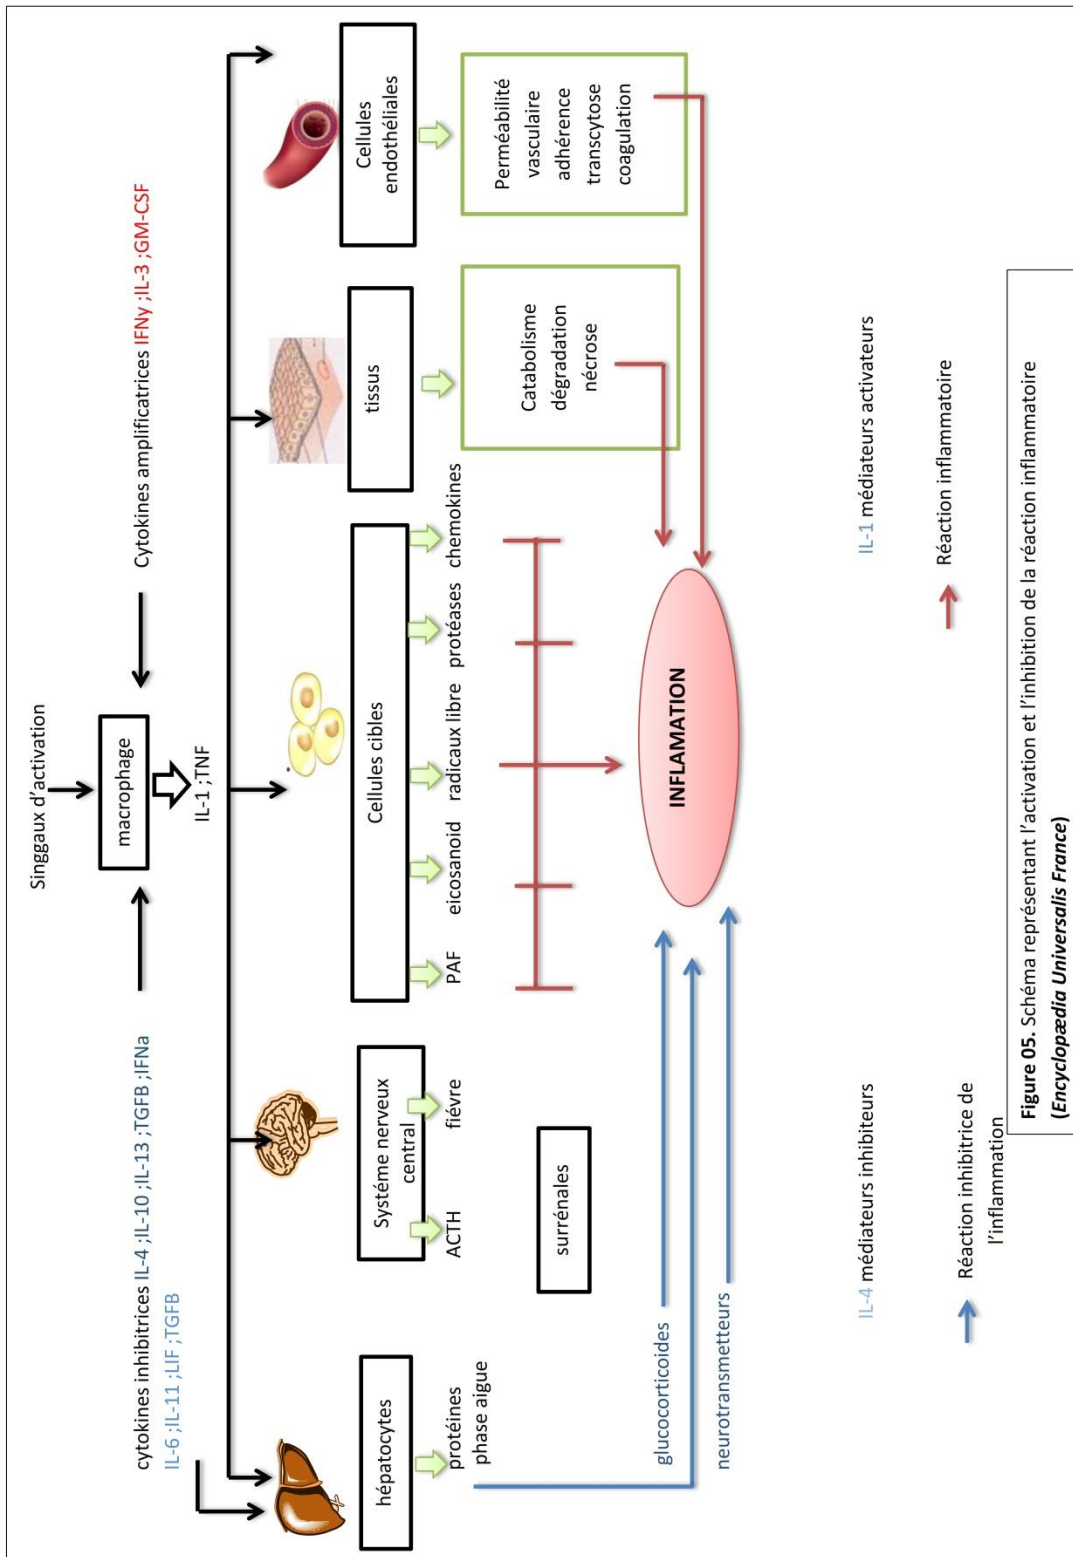 Singgaux d'activation
cytokines inhibitrices IL-4 ;IL-10 ;IL-13 ;TGFB ;IFNa
IL-6 ;IL-11 ;LIF ;TGFB
macrophage
Cytokines amplificatrices IFNy ;IL-3 ;GM-CSF
IL-1 ;TNF
hépatocytes
Systéme nerveux
central
Cellules cibles
tissus
Cellules
endothéliales
protéines
phase aigue
ACTH
fiévre
PAF
eicosanoid
radicaux libre
protéases
chemokines
Catabolisme
dégradation
nécrose
Perméabilité
vasculaire
adhérence
transcytose
coagulation
surrénales
glucocorticoides
neurotransmetteurs
INFLAMATION
IL-4 médiateurs inhibiteurs
IL-1 médiateurs activateurs
Réaction inhibitrice de
l'inflammation
Réaction inflammatoire
Figure 05. Schéma représentant l'activation et l'inhibition de la réaction inflammatoire
(Encyclopædia Universalis France)